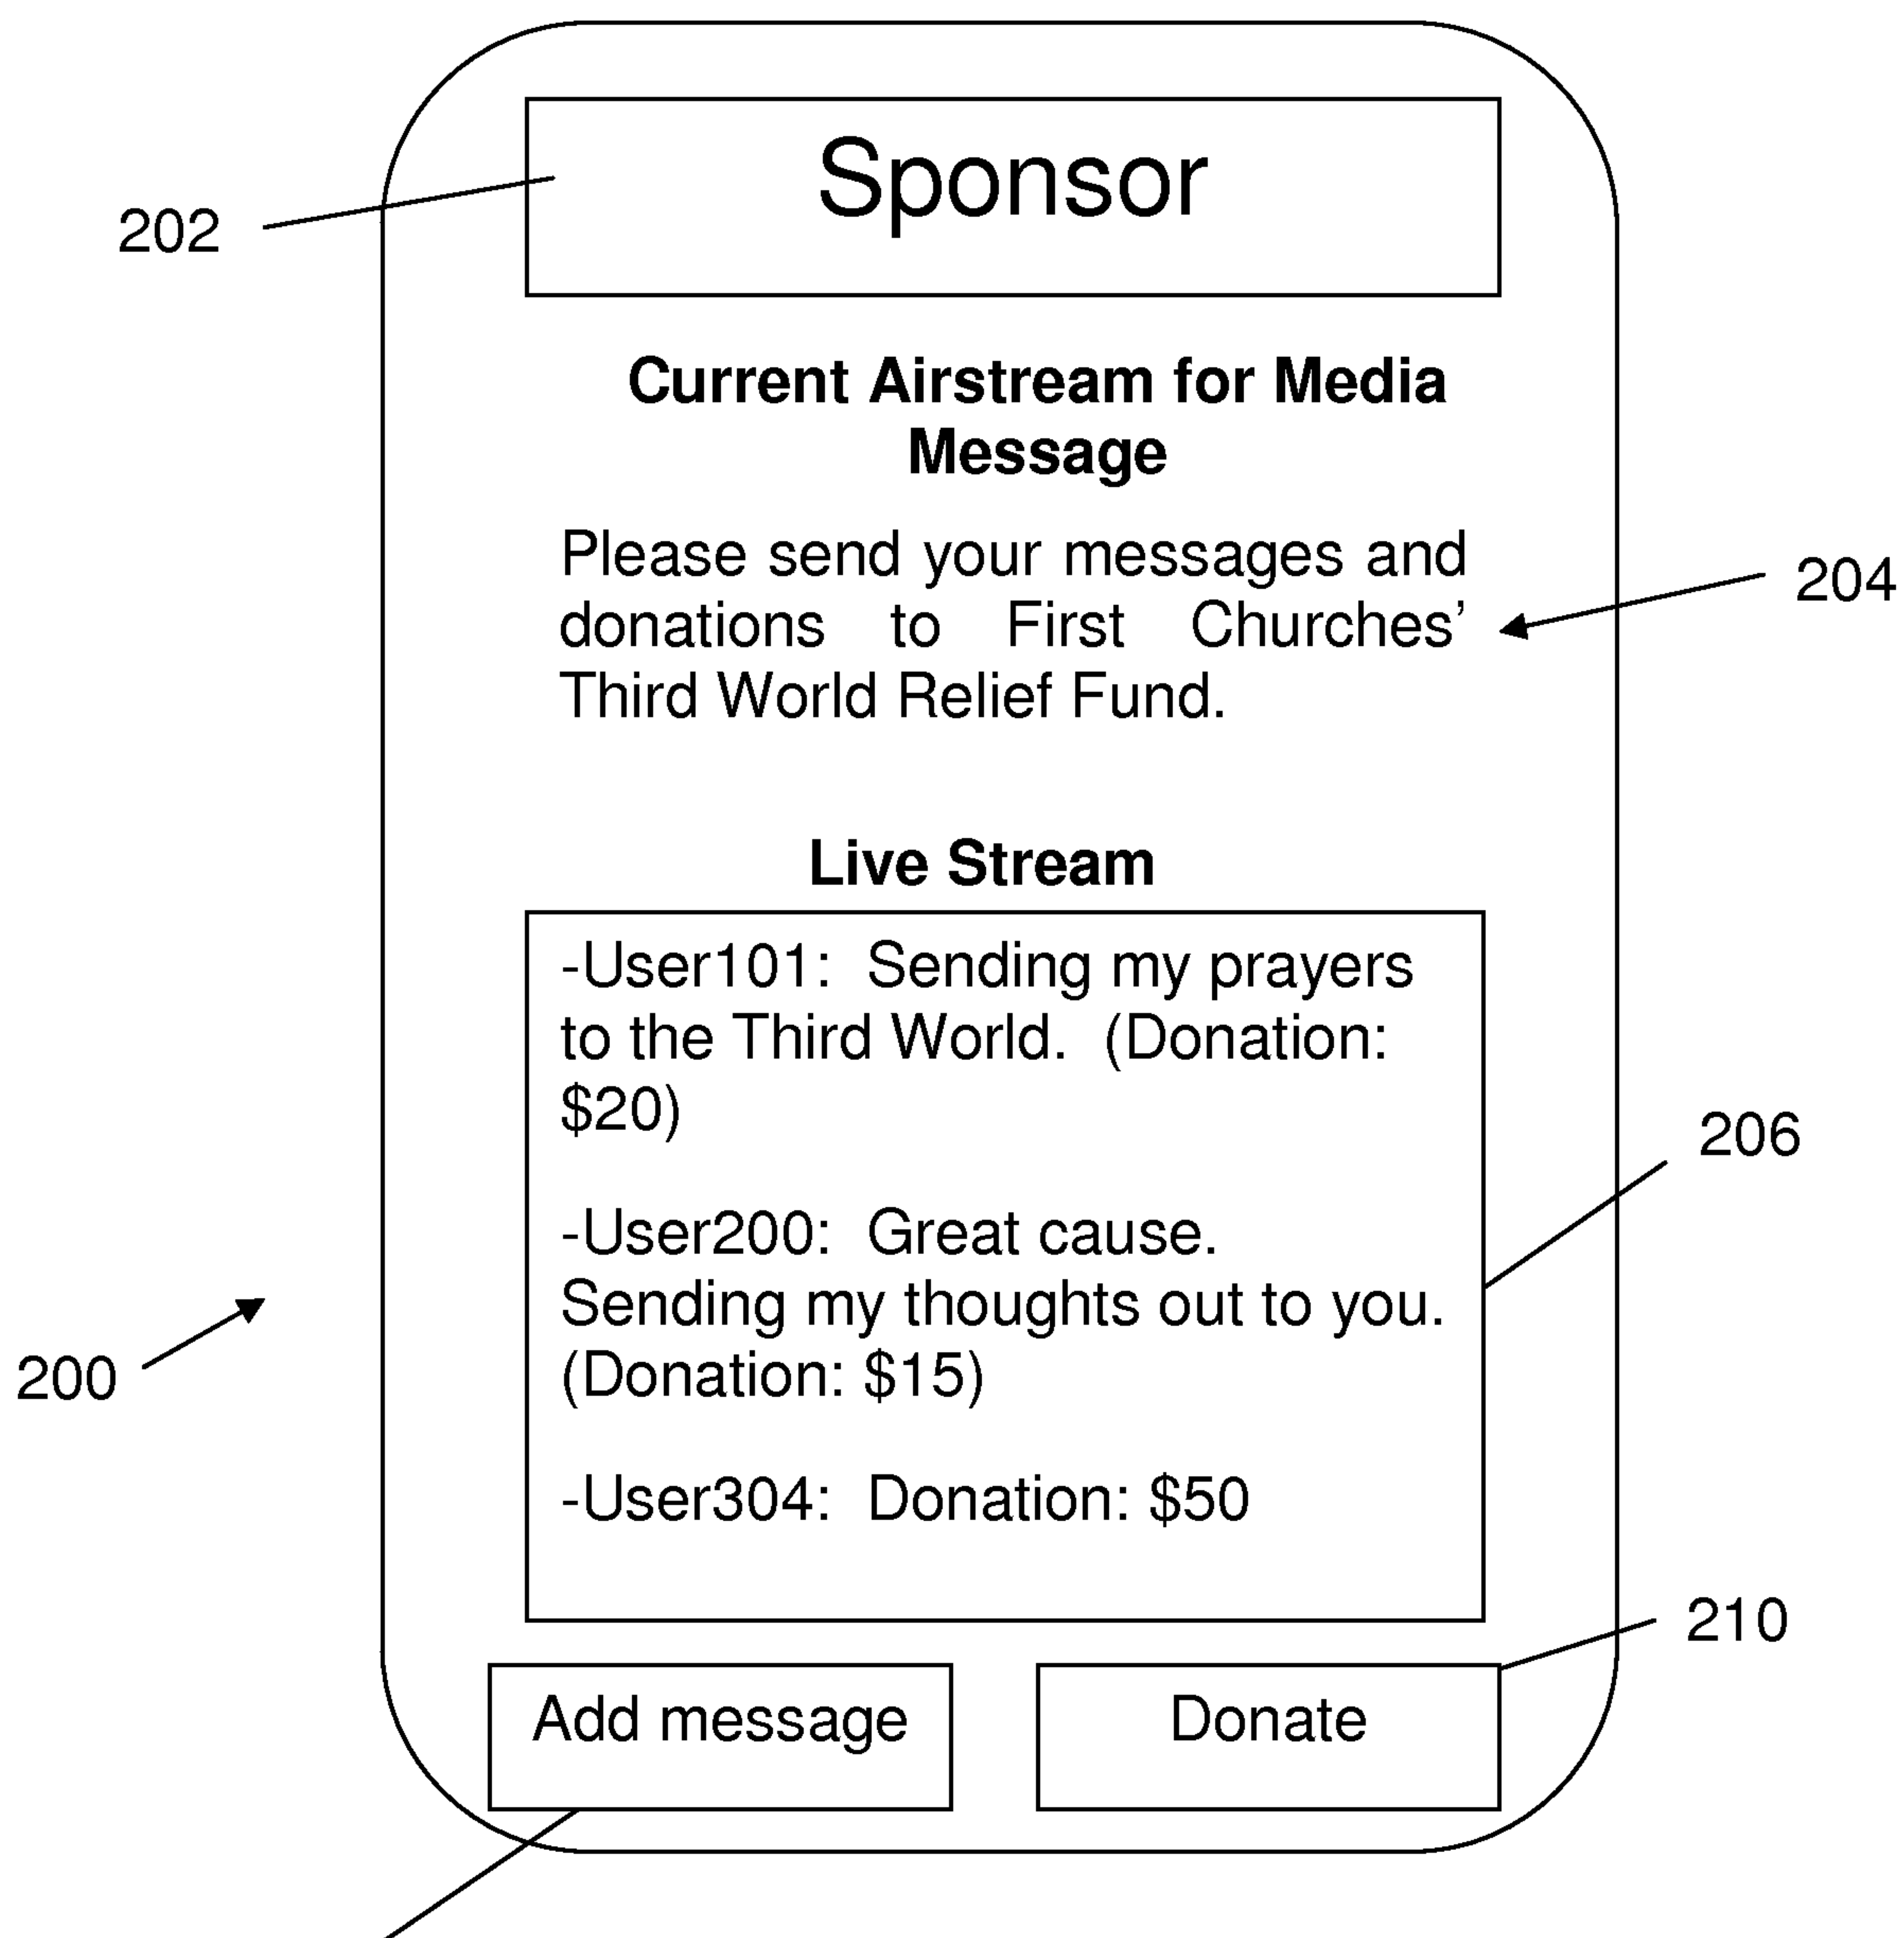 Sponsor
202
Current Airstream for Media
Message
Please send your messages and
donations to First Churches’
Third World Relief Fund.
204
Live Stream
-User101: Sending my prayers
to the Third World. (Donation:
$20)
206
-User200: Great cause.
Sending my thoughts out to you.
(Donation: $15)
200
-User304: Donation: $50
210
Add message
Donate